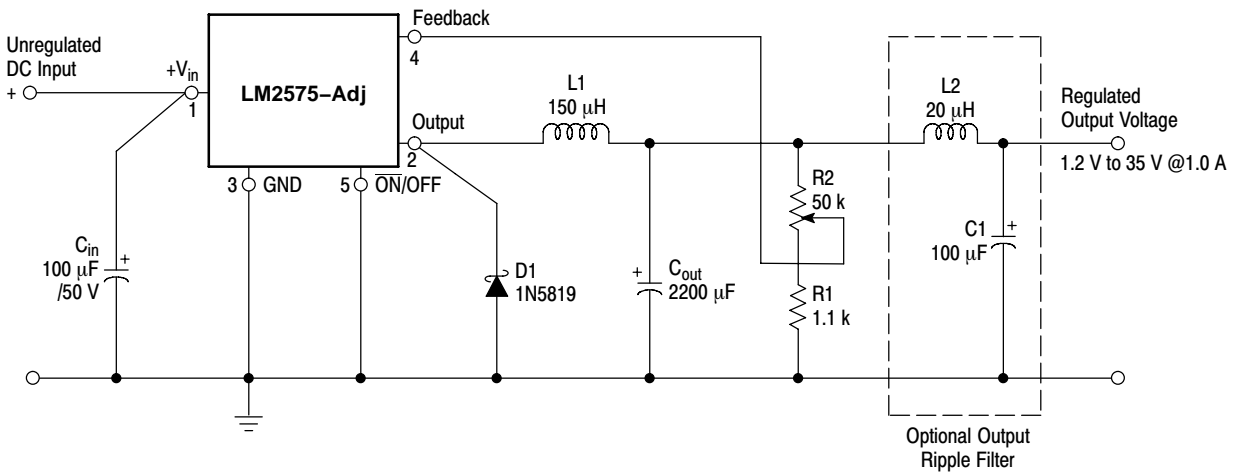 Feedback
4
Unregulated
DC Input
+
+Vin
1
LM2575–Adj
Output
2
L1
150 μH
L2
20 μH
Regulated
Output Voltage
1.2 V to 35 V @1.0 A
3 GND
5 O̅N̅/OFF
R2
50 k
Cin
100 μF
/50 V
+
D1
1N5819
+
Cout
2200 μF
R1
1.1 k
C1
100 μF
+
Optional Output
Ripple Filter